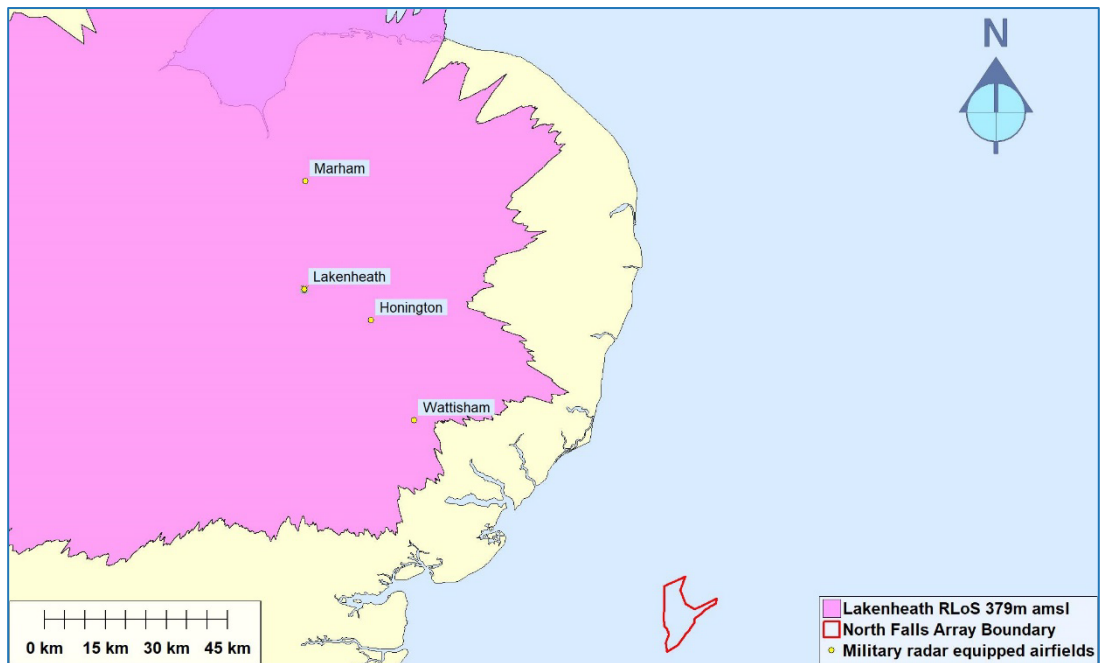 N
Marham
Lakenheath
Honington
Wattisham
0 km 15 km 30 km 45 km
Lakenheath RLoS 379m amsl
North Falls Array Boundary
Military radar equipped airfields